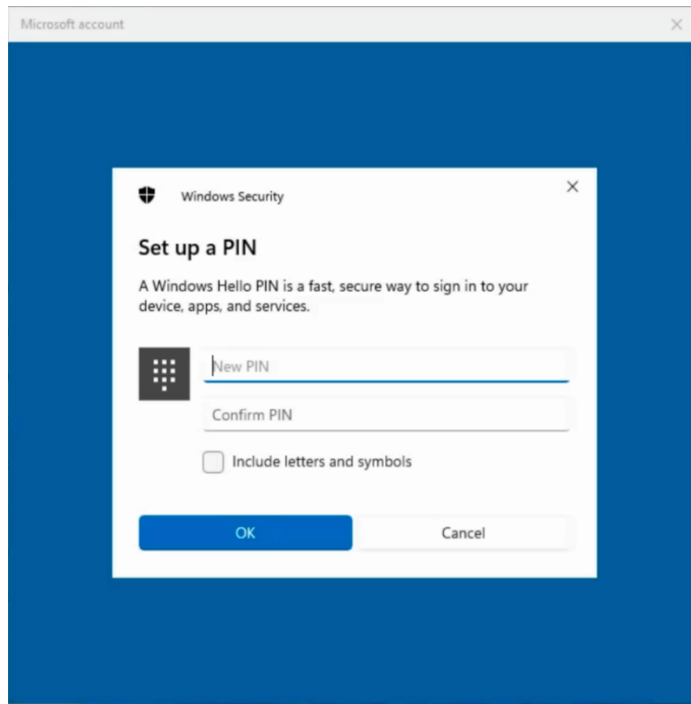 Microsoft account
Windows Security
Set up a PIN
A Windows Hello PIN is a fast, secure way to sign in to your
device, apps, and services.
New PIN
Confirm PIN
Include letters and symbols
OK
Cancel